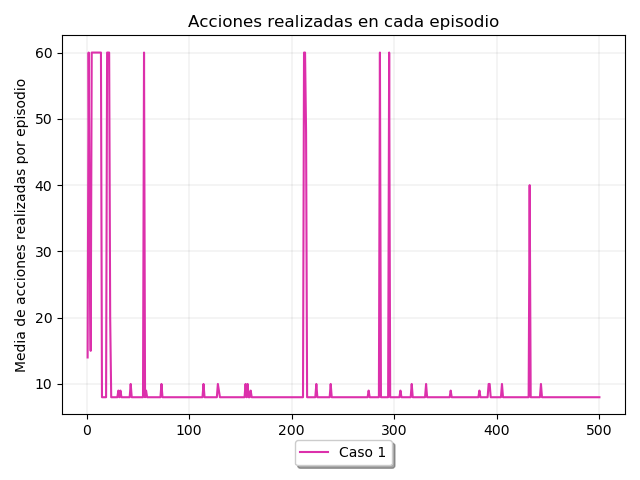 Acciones realizadas en cada episodio
Media de acciones realizadas por episodio
60
50
40
30
20
10
0 100 200 300 400 500
Caso 1